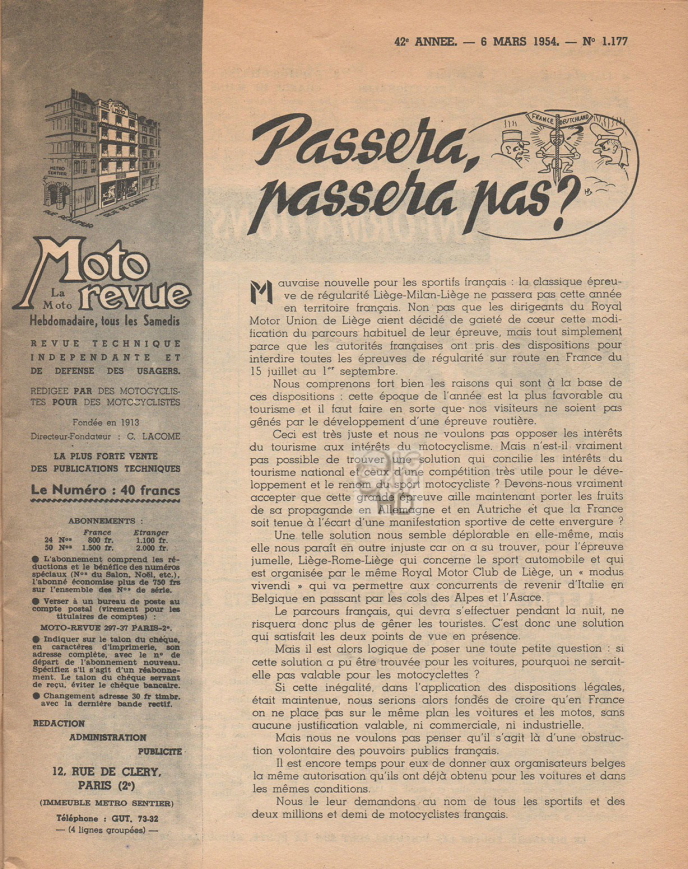 42e ANNEE. — 6 MARS 1954. — No 1.177
Passera,
passera pas?
FRANCE
DEUTCHLAND
METRO
SENTIER
RUE REAUMUR
RUE DE CLERY
Moto
La
Moto
revue
Hebdomadaire, tous les Samedis
REVUE TECHNIQUE
INDEPENDANTE ET
DE DEFENSE DES USAGERS.
REDIGEE PAR DES MOTOCYCLIS-
TES POUR DES MOTOCYCLISTES
Fondée en 1913
Directeur-Fondateur : C. LACOME
LA PLUS FORTE VENTE
DES PUBLICATIONS TECHNIQUES
Le Numéro : 40 francs
ABONNEMENTS :
France Etranger
24 Nos 800 fr. 1.100 fr.
50 Nos 1.500 fr. 2.000 fr.
● L'abonnement comprend les ré-
ductions et le bénéfice des numéros
spéciaux (Nos du Salon, Noël, etc.),
l'abonné économise plus de 750 frs
sur l'ensemble des Nos de série.
● Verser à un bureau de poste au
compte postal (virement pour les
titulaires de comptes) :
MOTO-REVUE 297-37 PARIS-2e.
● Indiquer sur le talon du chèque,
en caractères d'imprimerie, son
adresse complète, avec le no de
départ de l'abonnement nouveau.
Spécifiez s'il s'agit d'un réabonne-
ment. Le talon du chèque servant
de reçu, éviter le chèque bancaire.
● Changement adresse 30 fr timbr.
avec la dernière bande rectif.
REDACTION
ADMINISTRATION
PUBLICITE
12, RUE DE CLERY,
PARIS (2e)
(IMMEUBLE METRO SENTIER)
Téléphone : GUT. 73-32
— (4 lignes groupées) —
Mauvaise nouvelle pour les sportifs français : la classique épreu-
ve de régularité Liège-Milan-Liège ne passera pas cette année
en territoire français. Non pas que les dirigeants du Royal
Motor Union de Liège aient décidé de gaieté de cœur cette modi-
fication du parcours habituel de leur épreuve, mais tout simplement
parce que les autorités françaises ont pris des dispositions pour
interdire toutes les épreuves de régularité sur route en France du
15 juillet au 1er septembre.
Nous comprenons fort bien les raisons qui sont à la base de
ces dispositions : cette époque de l'année est la plus favorable au
tourisme et il faut faire en sorte que nos visiteurs ne soient pas
gênés par le développement d'une épreuve routière.
Ceci est très juste et nous ne voulons pas opposer les intérêts
du tourisme aux intérêts du motocyclisme. Mais n'est-il vraiment
pas possible de trouver une solution qui concilie les intérêts du
tourisme national et ceux d'une compétition très utile pour le déve-
loppement et le renom du sport motocycliste ? Devons-nous vraiment
accepter que cette grande épreuve aille maintenant porter les fruits
de sa propagande en Allemagne et en Autriche et que la France
soit tenue à l'écart d'une manifestation sportive de cette envergure ?
Une telle solution nous semble déplorable en elle-même, mais
elle nous paraît en outre injuste car on a su trouver, pour l'épreuve
jumelle, Liège-Rome-Liège qui concerne le sport automobile et qui
est organisée par le même Royal Motor Club de Liège, un « modus
vivendi » qui va permettre aux concurrents de revenir d'Italie en
Belgique en passant par les cols des Alpes et l'Alsace.
Le parcours français, qui devra s'effectuer pendant la nuit, ne
risquera donc plus de gêner les touristes. C'est donc une solution
qui satisfait les deux points de vue en présence.
Mais il est alors logique de poser une toute petite question : si
cette solution a pu être trouvée pour les voitures, pourquoi ne serait-
elle pas valable pour les motocyclettes ?
Si cette inégalité, dans l'application des dispositions légales,
était maintenue, nous serions alors fondés de croire qu'en France
on ne place pas sur le même plan les voitures et les motos, sans
aucune justification valable, ni commerciale, ni industrielle.
Mais nous ne voulons pas penser qu'il s'agit là d'une obstruc-
tion volontaire des pouvoirs publics français.
Il est encore temps pour eux de donner aux organisateurs belges
la même autorisation qu'ils ont déjà obtenu pour les voitures et dans
les mêmes conditions.
Nous le leur demandons au nom de tous les sportifs et des
deux millions et demi de motocyclistes français.